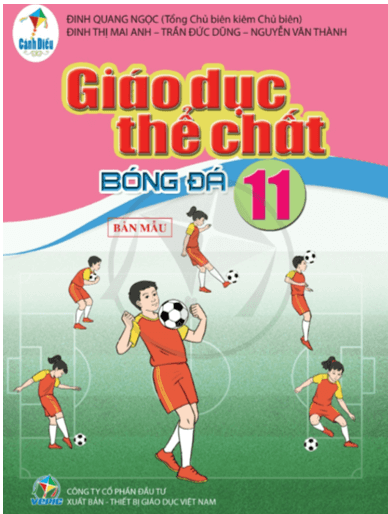 ĐINH QUANG NGỌC (Tổng Chủ biên kiêm Chủ biên)
ĐINH THỊ MAI ANH – TRẦN ĐỨC DŨNG – NGUYỄN VĂN THÀNH
Cánh Diều
Giáo dục
thể chất
BÓNG ĐÁ 11
BẢN MẪU
VEPIC
CÔNG TY CỔ PHẦN ĐẦU TƯ
XUẤT BẢN – THIẾT BỊ GIÁO DỤC VIỆT NAM